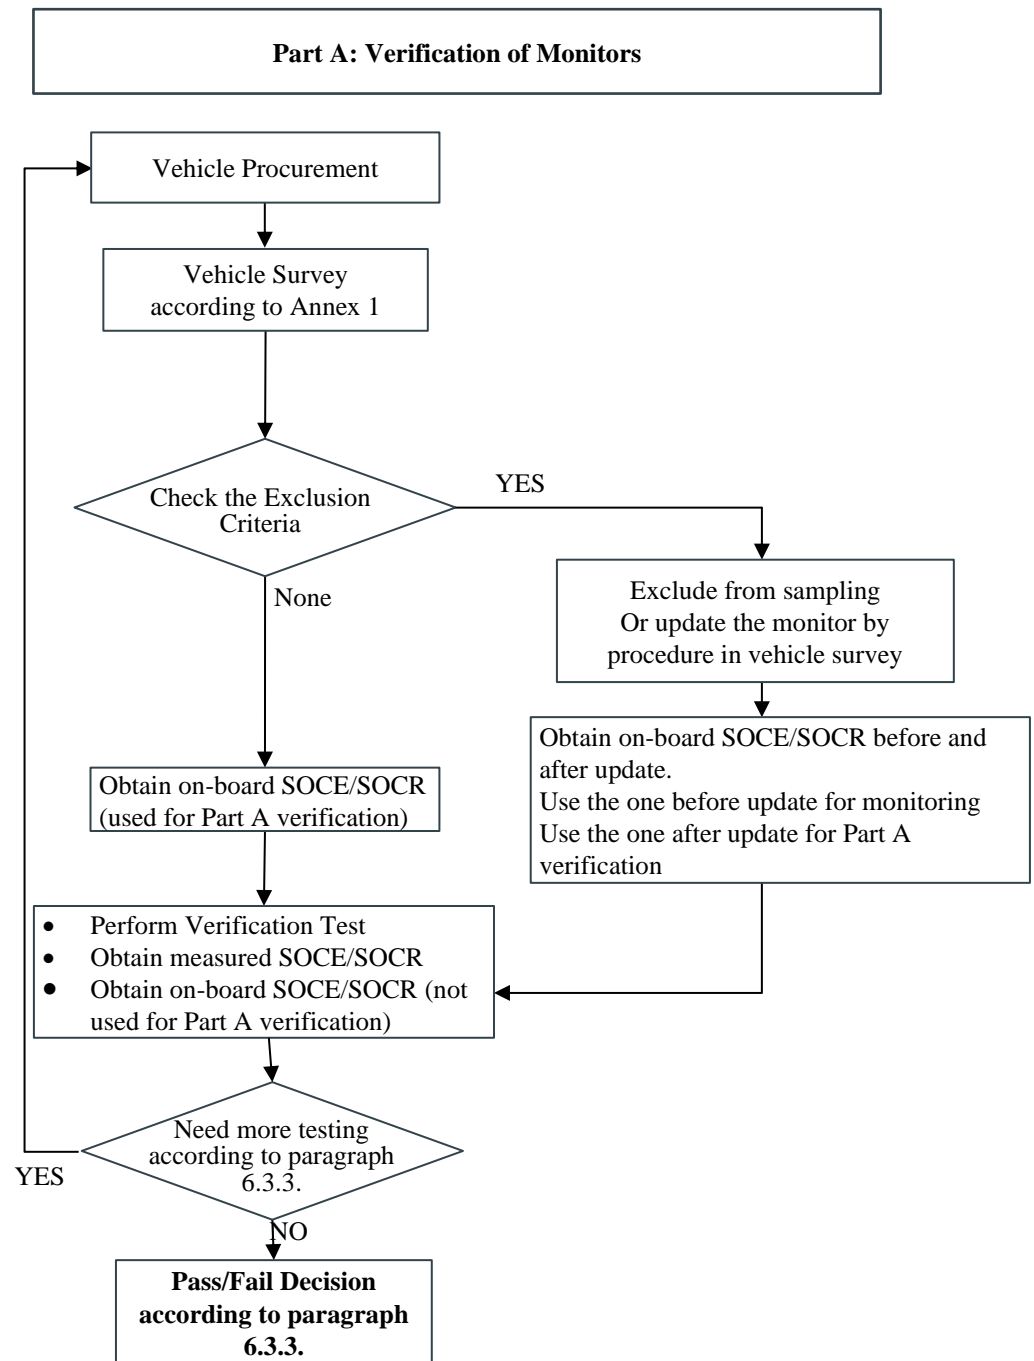 Part A: Verification of Monitors
Vehicle Procurement
Vehicle Survey
according to Annex 1
Check the Exclusion
Criteria
YES
None
Exclude from sampling
Or update the monitor by
procedure in vehicle survey
Obtain on-board SOCE/SOCR before and
after update.
Use the one before update for monitoring
Use the one after update for Part A
verification
Obtain on-board SOCE/SOCR
(used for Part A verification)
• Perform Verification Test
• Obtain measured SOCE/SOCR
• Obtain on-board SOCE/SOCR (not
used for Part A verification)
Need more testing
according to paragraph
6.3.3.
YES
NO
Pass/Fail Decision
according to paragraph
6.3.3.